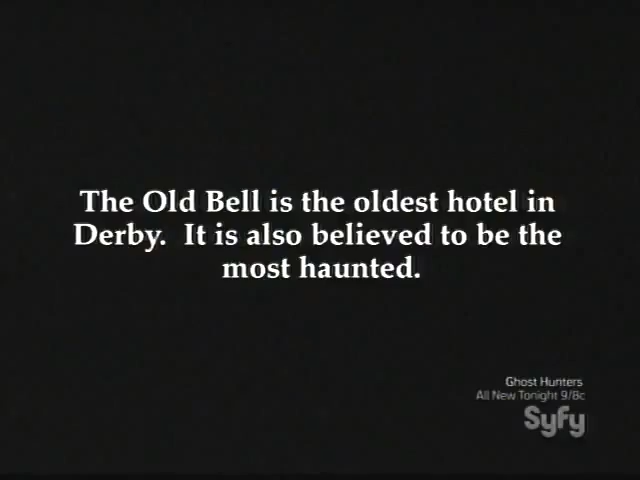 The Old Bell is the oldest hotel in
Derby.  It is also believed to be the
most haunted.
Ghost Hunters
All New Tonight 9/8c
Syfy